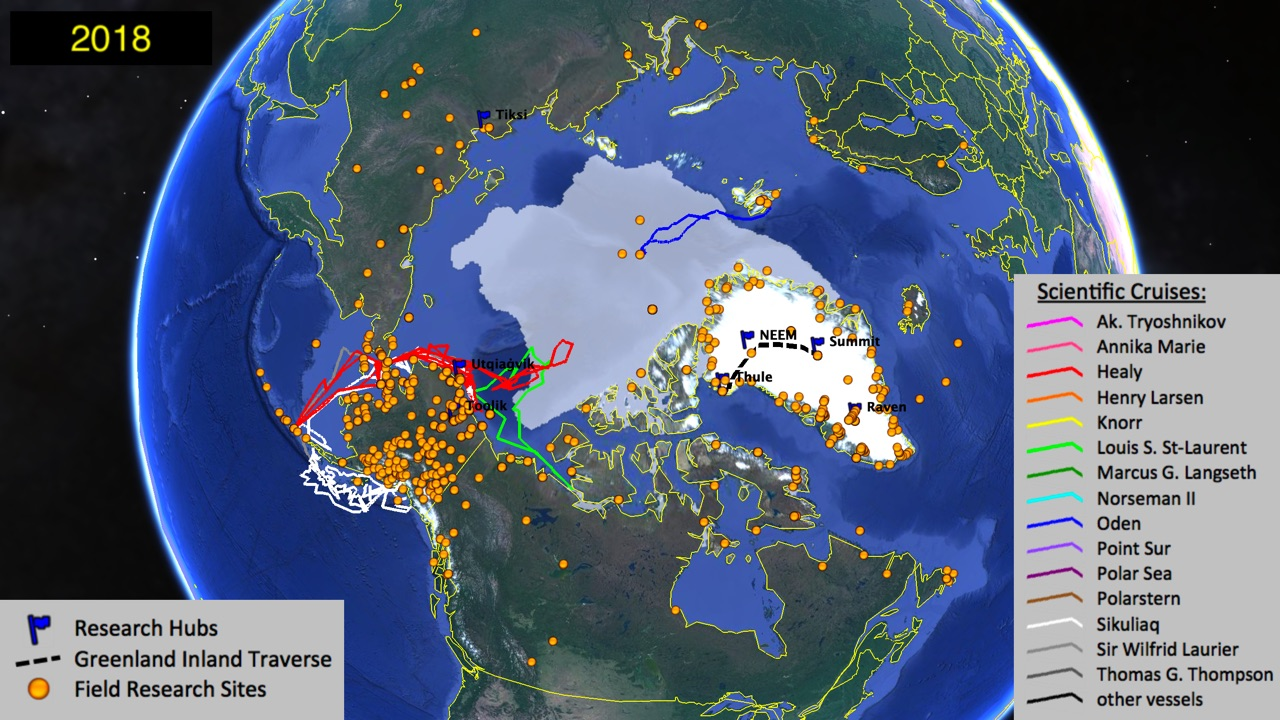 2018
Tiksi
NEEM
Summit
Thule
Utqiaġvik
Toolik
Raven
Scientific Cruises:
Ak. Tryoshnikov
Annika Marie
Healy
Henry Larsen
Knorr
Louis S. St-Laurent
Marcus G. Langseth
Norseman II
Oden
Point Sur
Polar Sea
Polarstern
Sikuliaq
Sir Wilfrid Laurier
Thomas G. Thompson
other vessels
Research Hubs
Greenland Inland Traverse
Field Research Sites